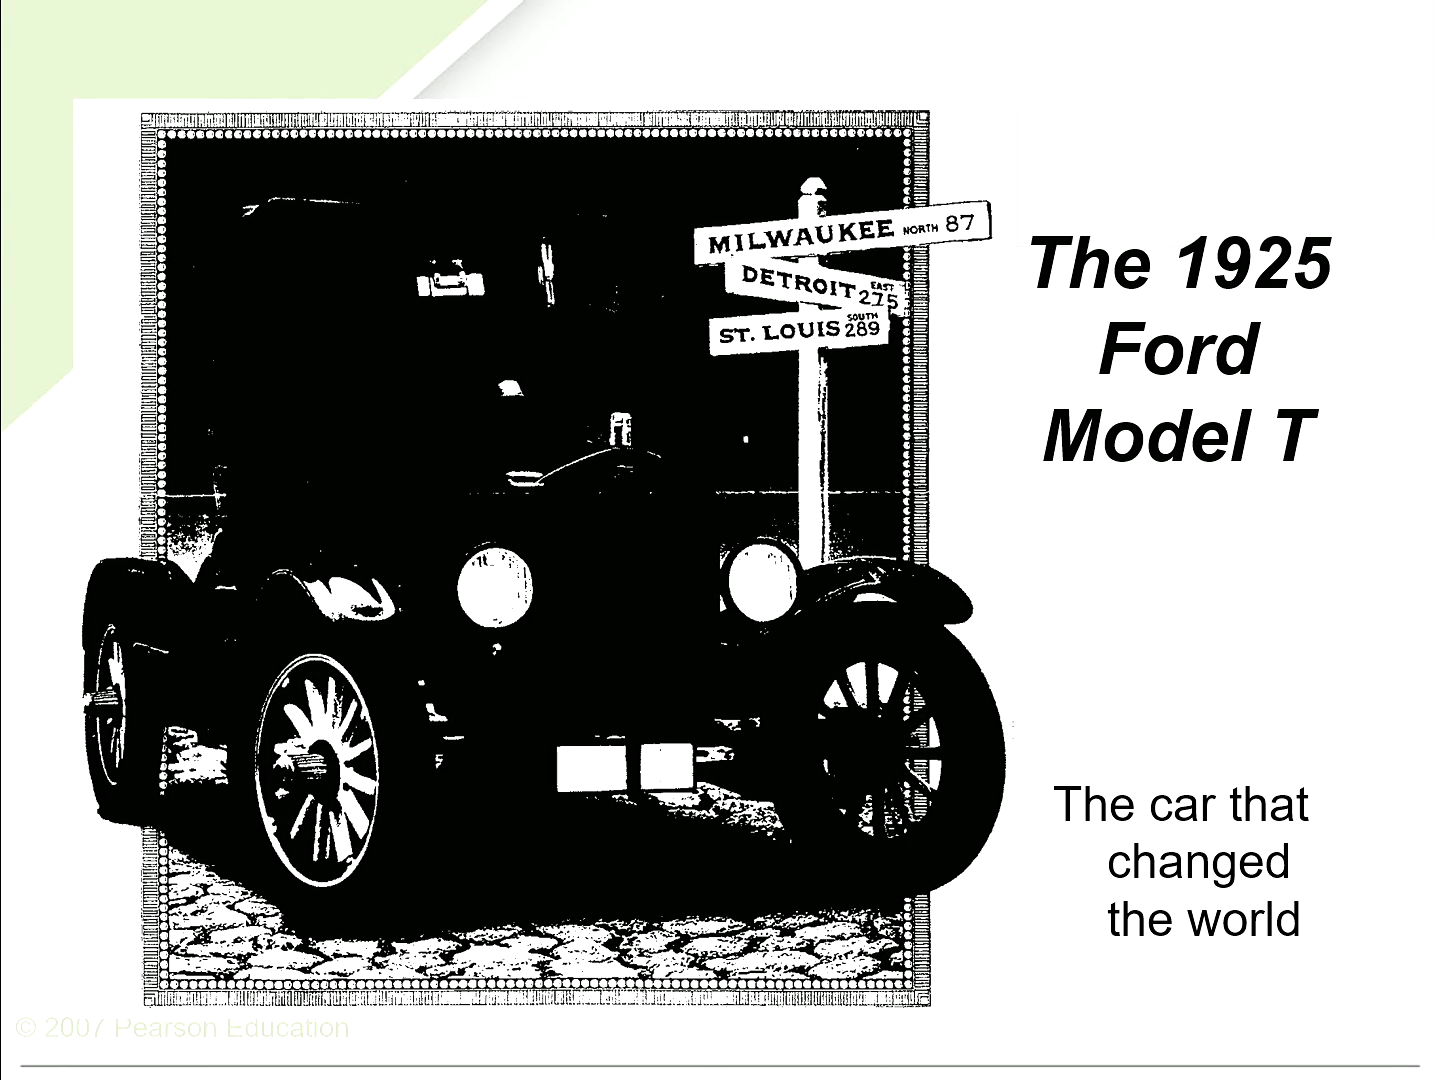 MILWAUKEE NORTH 87
DETROIT EAST 275
ST. LOUIS SOUTH 289
The 1925
Ford
Model T
The car that
changed
the world
© 2007 Pearson Education